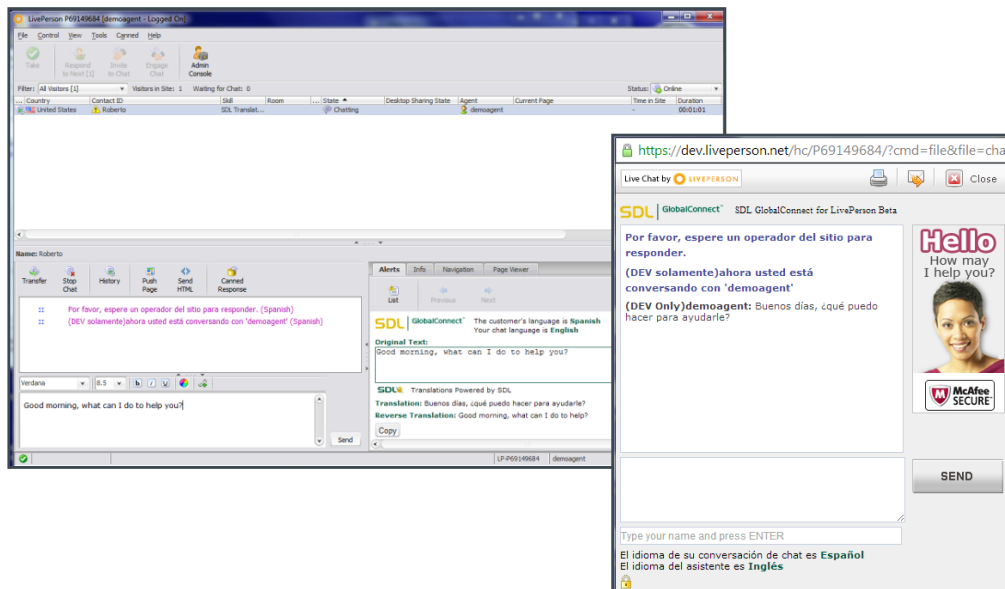 LivePerson P69149684 [demoagent - Logged On]
File Control View Tools Canned Help
Take
Respond to Next [1]
Invite to Chat
Engage Chat
Admin Console
Filter: All Visitors [1] Visitors in Site: 1 Waiting for Chat: 0 Status: Online
... Country Contact ID Skill Room ... State Desktop Sharing State Agent Current Page Time in Site Duration
United States Roberto SDL Translat... Chatting demoagent - 00:01:01
Name: Roberto
Transfer
Stop Chat
History
Push Page
Send HTML
Canned Response
Por favor, espere un operador del sitio para responder. (Spanish)
(DEV solamente)ahora usted está conversando con 'demoagent' (Spanish)
Verdana 8.5 b i U
Good morning, what can I do to help you?
Send
Alerts Info Navigation Page Viewer
List Previous Next
SDL GlobalConnect The customer's language is Spanish
Your chat language is English
Original Text:
Good morning, what can I do to help you?
SDL Translations Powered by SDL
Translation: Buenos días, ¿qué puedo hacer para ayudarle?
Reverse Translation: Good morning, what can I do to help?
Copy
LP-P69149684 demoagent
https://dev.liveperson.net/hc/P69149684/?cmd=file&file=cha
Live Chat by LIVEPERSON Close
SDL GlobalConnect SDL GlobalConnect for LivePerson Beta
Por favor, espere un operador del sitio para
responder.
(DEV solamente)ahora usted está
conversando con 'demoagent'
(DEV Only)demoagent: Buenos días, ¿qué puedo
hacer para ayudarle?
Hello
How may
I help you?
McAfee
SECURE
SEND
Type your name and press ENTER
El idioma de su conversación de chat es Español
El idioma del asistente es Inglés